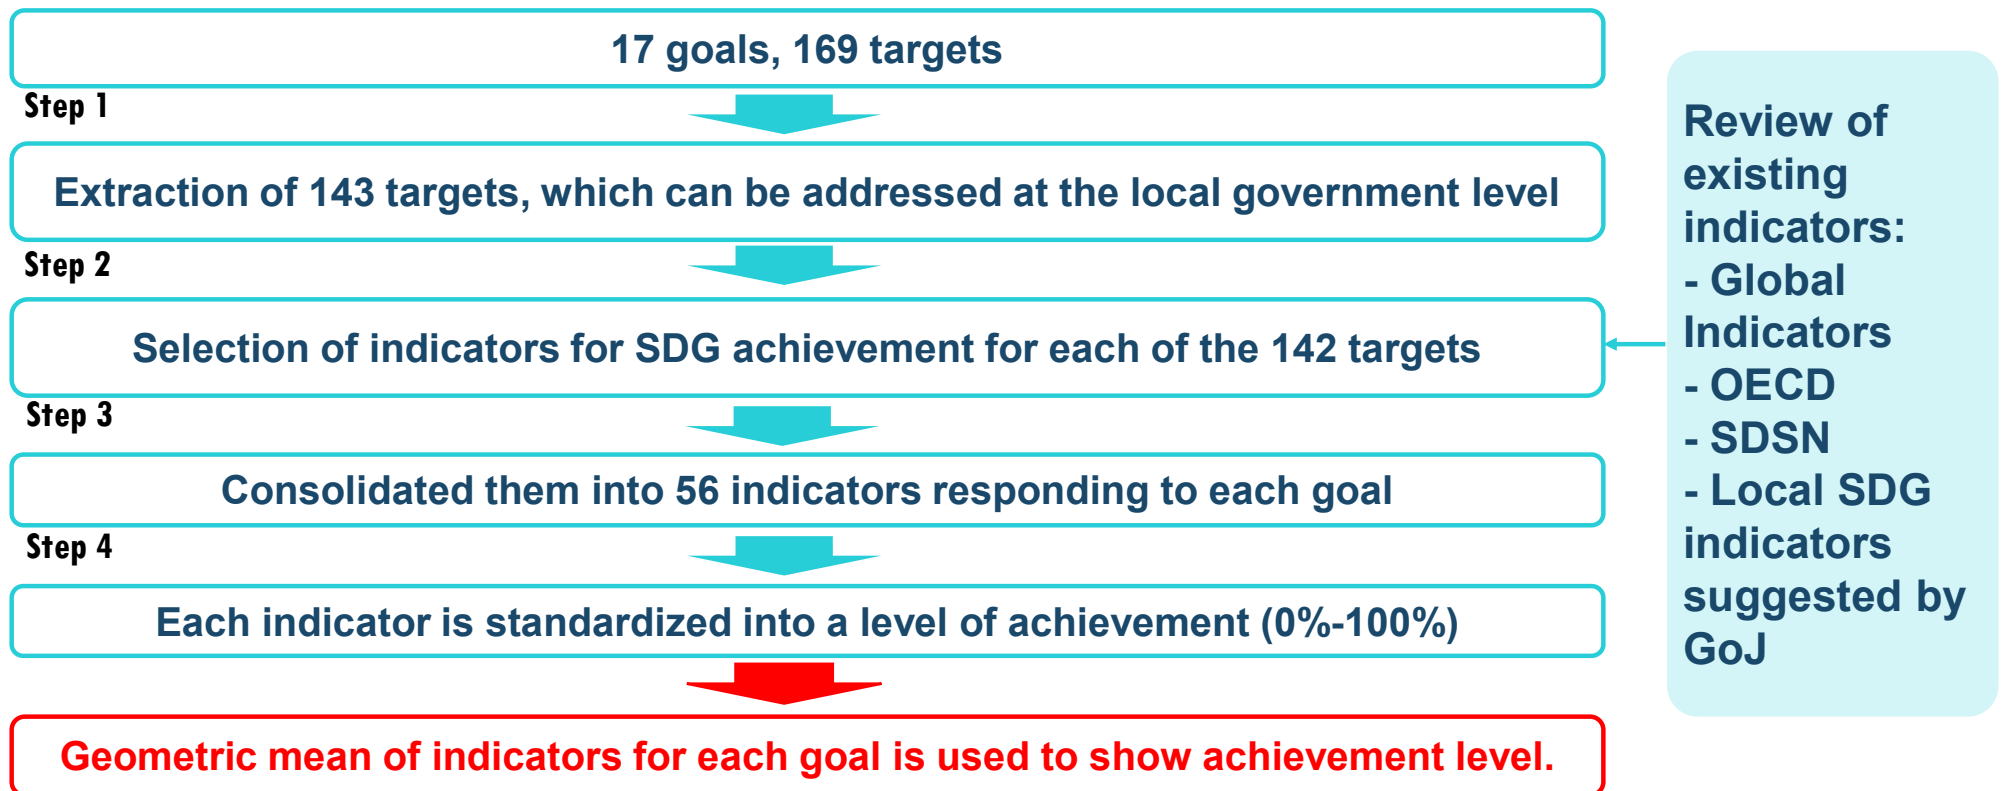 17 goals, 169 targets
Step 1
Extraction of 143 targets, which can be addressed at the local government level
Step 2
Selection of indicators for SDG achievement for each of the 142 targets
Step 3
Consolidated them into 56 indicators responding to each goal
Step 4
Each indicator is standardized into a level of achievement (0%-100%)
Geometric mean of indicators for each goal is used to show achievement level.
Review of
existing
indicators:
- Global
Indicators
- OECD
- SDSN
- Local SDG
indicators
suggested by
GoJ